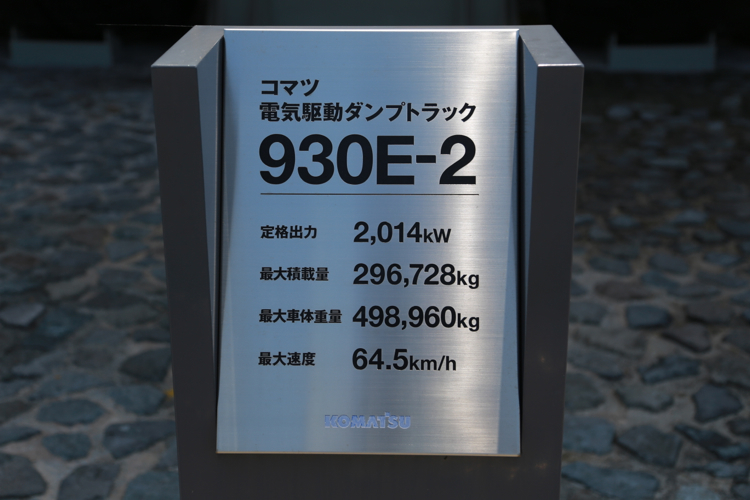 コマツ
電気駆動ダンプトラック
930E-2
定格出力 2,014kW
最大積載量 296,728kg
最大車体重量 498,960kg
最大速度 64.5km/h
KOMATSU